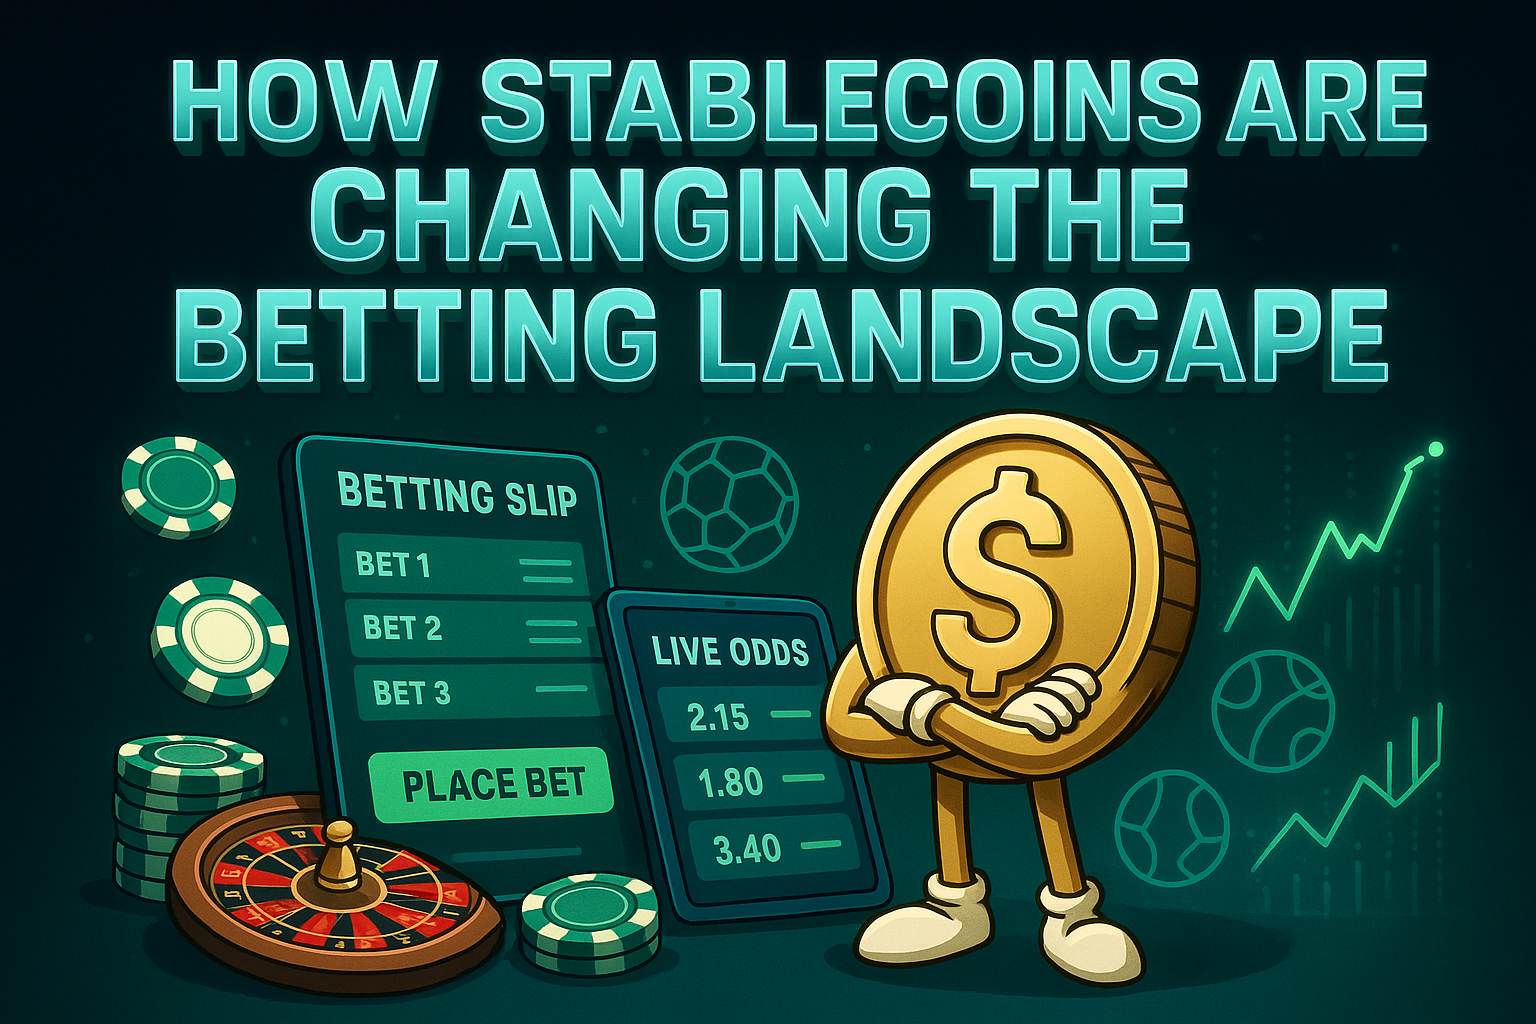 HOW STABLECOINS ARE
CHANGING THE
BETTING LANDSCAPE
BETTING SLIP
BET 1
BET 2
BET 3
PLACE BET
LIVE ODDS
2.15
1.80
3.40
$